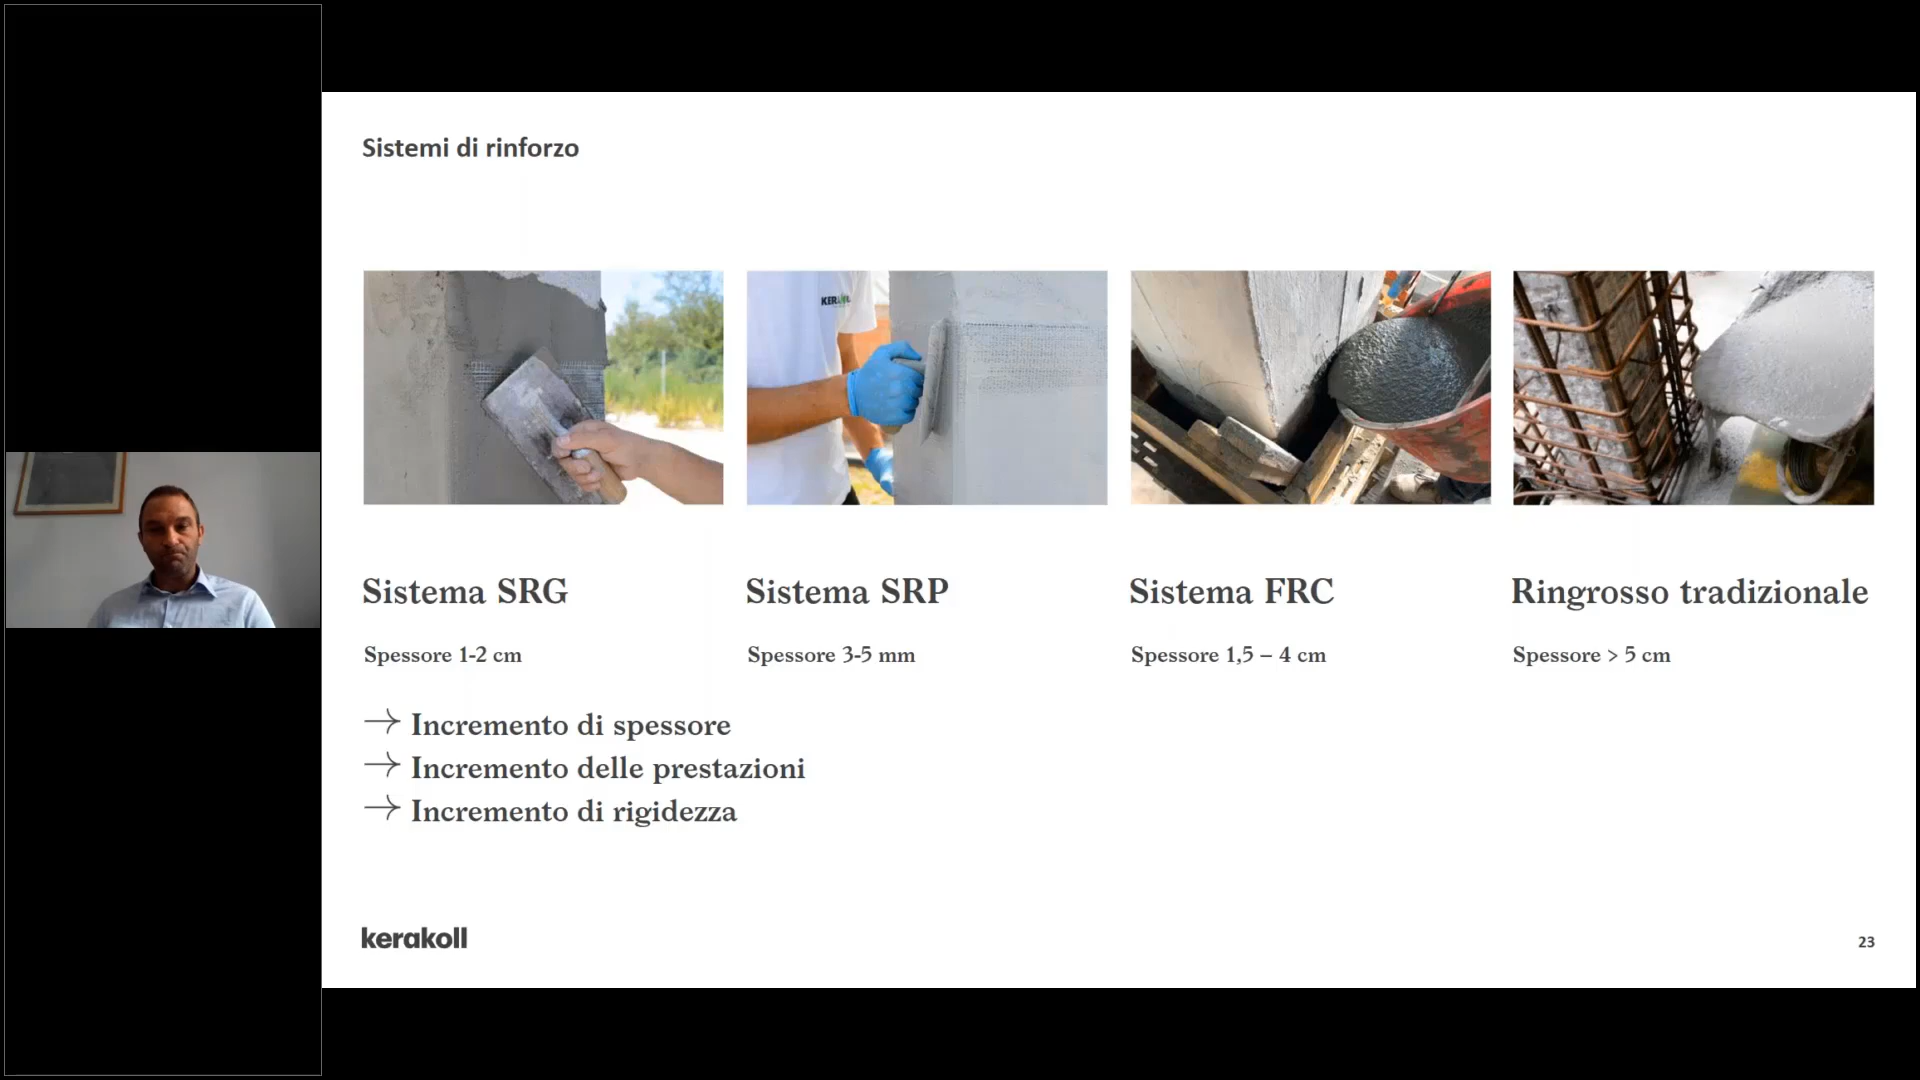 Sistemi di rinforzo
Sistema SRG
Spessore 1-2 cm
Sistema SRP
Spessore 3-5 mm
Sistema FRC
Spessore 1,5 – 4 cm
Ringrosso tradizionale
Spessore > 5 cm
→ Incremento di spessore
→ Incremento delle prestazioni
→ Incremento di rigidezza
kerakoll
23